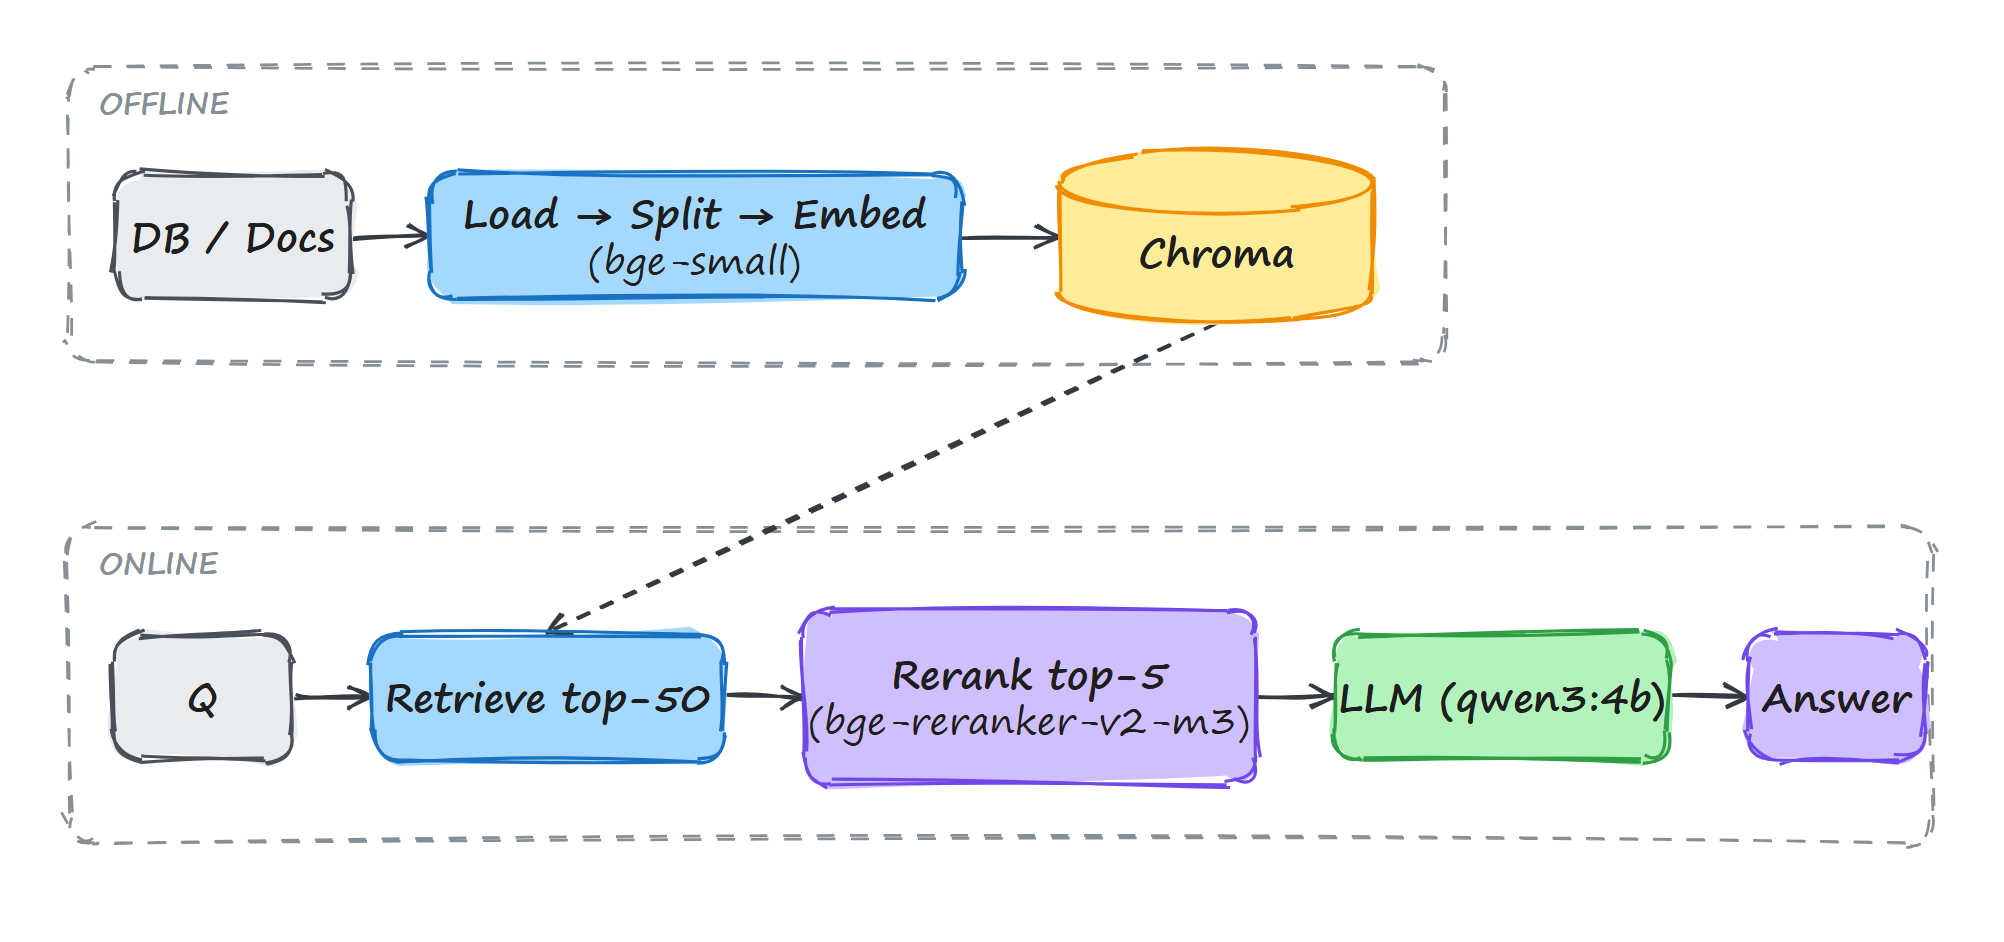 OFFLINE
DB / Docs
Load → Split → Embed
(bge-small)
Chroma
ONLINE
Q
Retrieve top-50
Rerank top-5
(bge-reranker-v2-m3)
LLM (qwen3:4b)
Answer